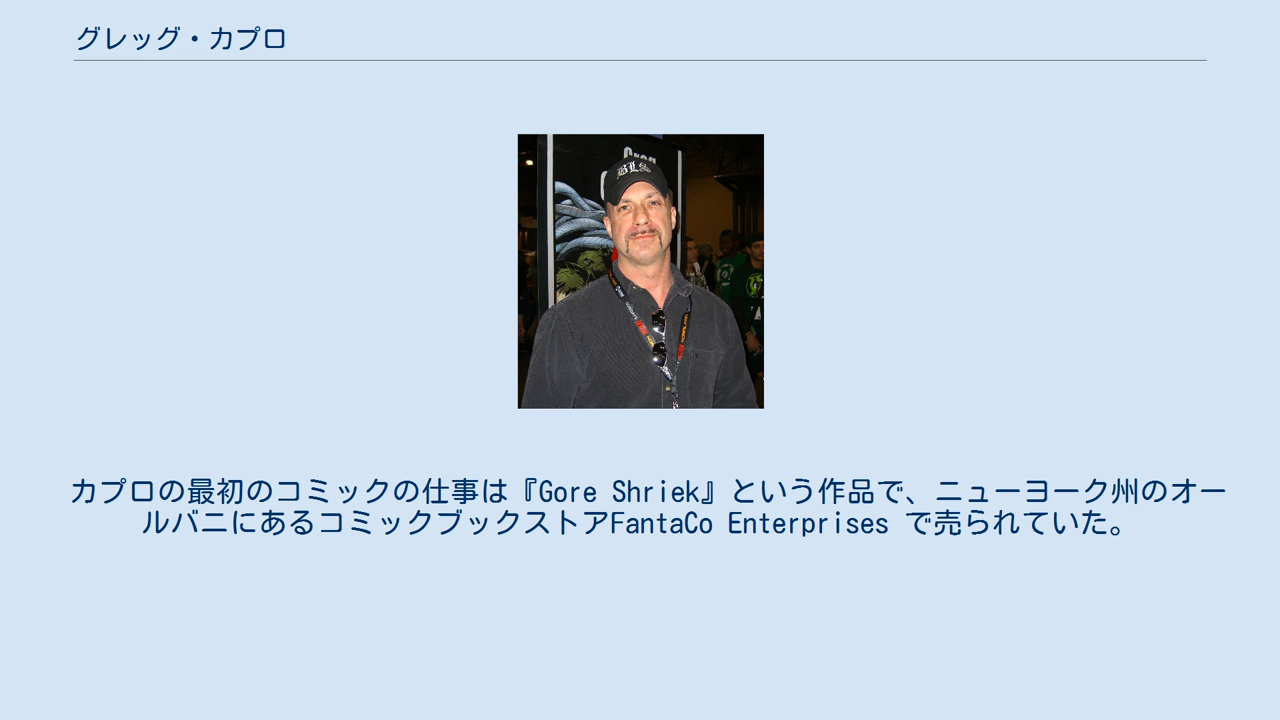 グレッグ・カプロ
Greg
BLS
カプロの最初のコミックの仕事は『Gore Shriek』という作品で、ニューヨーク州のオー
ルバニにあるコミックブックストアFantaCo Enterprises で売られていた。